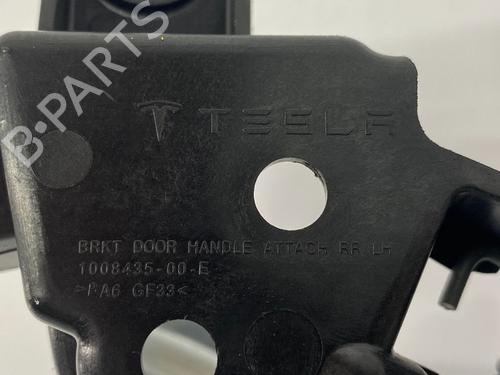 B-PARTS
TESLA
BRKT DOOR HANDLE ATTACH RR LH
1008435-00-E
>PA6 GF33<